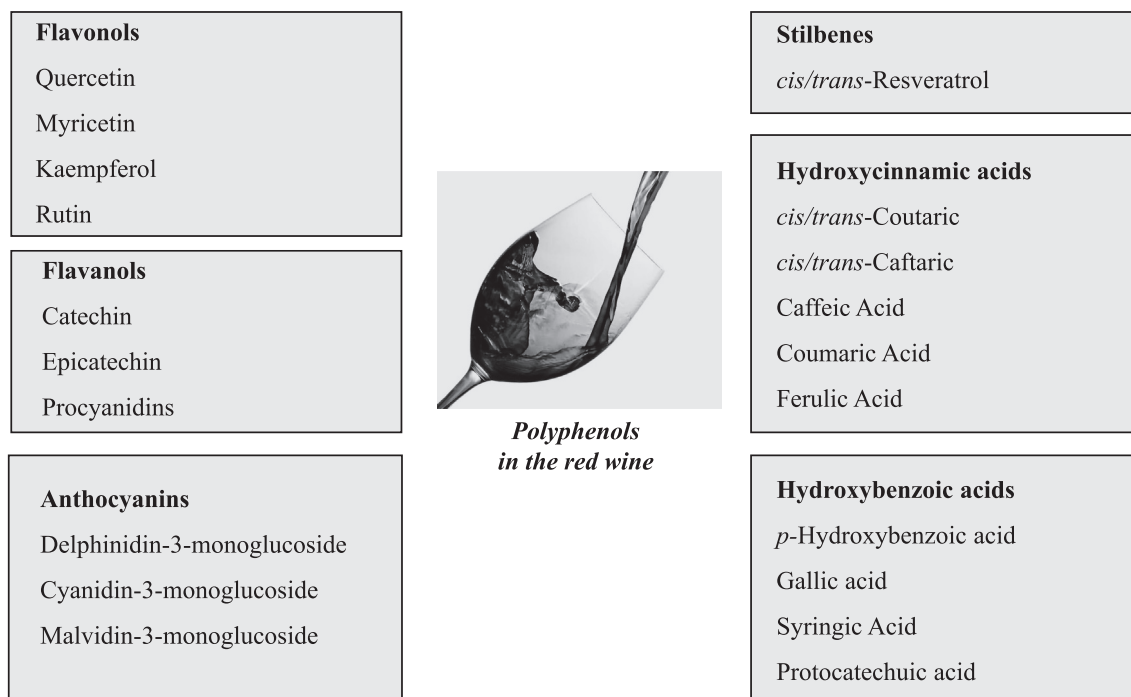 Flavonols
Quercetin
Myricetin
Kaempferol
Rutin
Flavanols
Catechin
Epicatechin
Procyanidins
Anthocyanins
Delphinidin-3-monoglucoside
Cyanidin-3-monoglucoside
Malvidin-3-monoglucoside
Polyphenols
in the red wine
Stilbenes
cis/trans-Resveratrol
Hydroxycinnamic acids
cis/trans-Coutaric
cis/trans-Caftaric
Caffeic Acid
Coumaric Acid
Ferulic Acid
Hydroxybenzoic acids
p-Hydroxybenzoic acid
Gallic acid
Syringic Acid
Protocatechuic acid